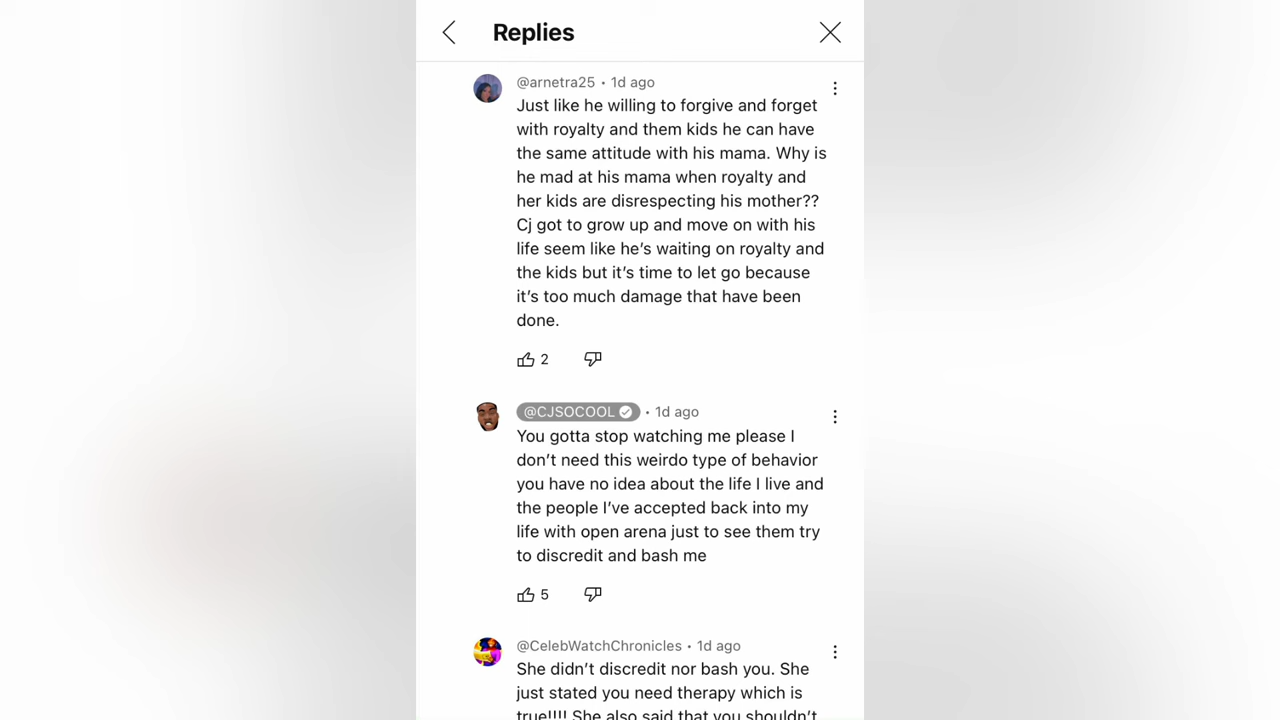 Replies
@arnetra25 • 1d ago
Just like he willing to forgive and forget
with royalty and them kids he can have
the same attitude with his mama. Why is
he mad at his mama when royalty and
her kids are disrespecting his mother??
Cj got to grow up and move on with his
life seem like he’s waiting on royalty and
the kids but it’s time to let go because
it’s too much damage that have been
done.
2
@CJSOCOOL • 1d ago
You gotta stop watching me please I
don’t need this weirdo type of behavior
you have no idea about the life I live and
the people I’ve accepted back into my
life with open arena just to see them try
to discredit and bash me
5
@CelebWatchChronicles • 1d ago
She didn’t discredit nor bash you. She
just stated you need therapy which is
true!!!! She also said that you shouldn’t